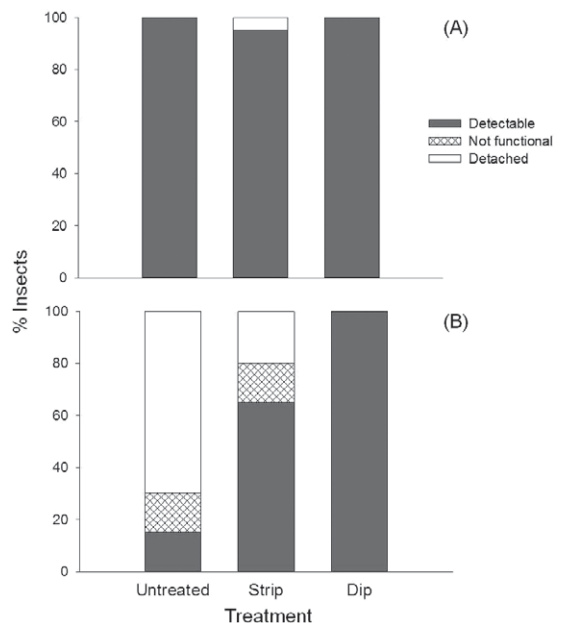 100
80
60
40
20
0
(A)
Detectable
Not functional
Detached
% Insects
100
80
60
40
20
0
(B)
Untreated Strip Dip
Treatment